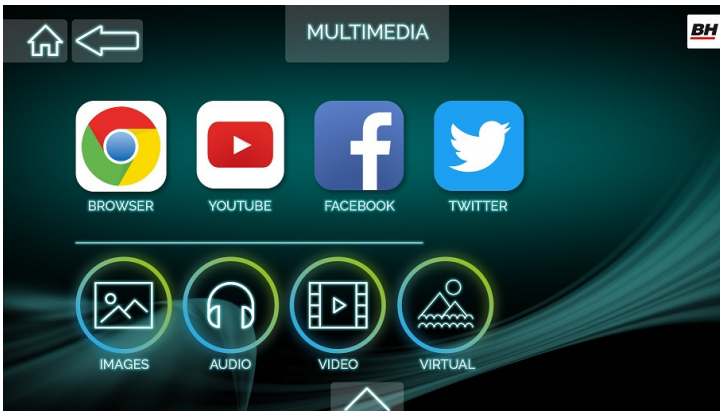 MULTIMEDIA
BH
BROWSER
YOUTUBE
FACEBOOK
TWITTER
IMAGES
AUDIO
VIDEO
VIRTUAL